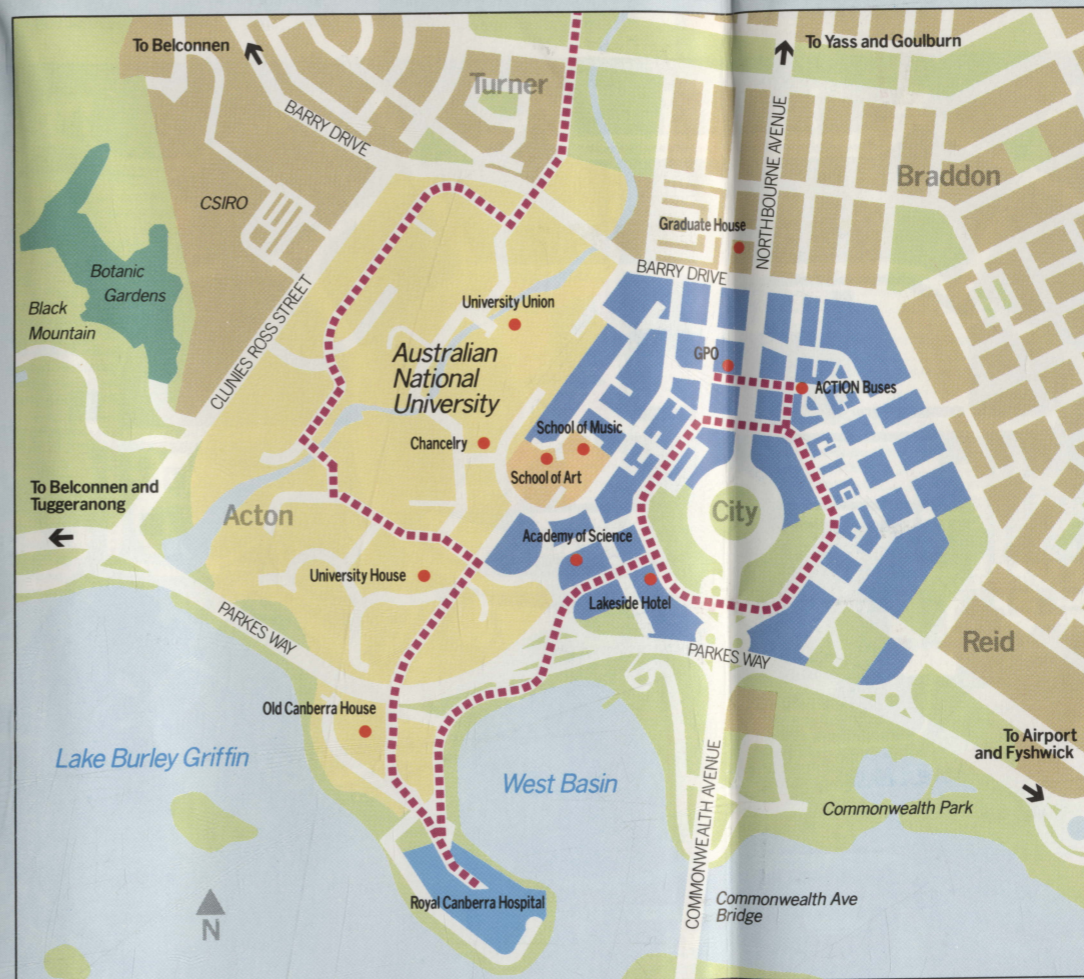 To Belconnen
To Yass and Goulburn
Turner
BARRY DRIVE
NORTHBOURNE AVENUE
Braddon
CSIRO
Graduate House
BARRY DRIVE
Botanic
Gardens
Black
Mountain
CLUNIES ROSS STREET
University Union
Australian
National
University
GPO
ACTION Buses
School of Music
Chancelry
School of Art
To Belconnen and
Tuggeranong
Acton
City
Academy of Science
University House
Lakeside Hotel
PARKES WAY
PARKES WAY
Reid
Old Canberra House
To Airport
and Fyshwick
Lake Burley Griffin
West Basin
COMMONWEALTH AVENUE
Commonwealth Park
Royal Canberra Hospital
Commonwealth Ave
Bridge
N